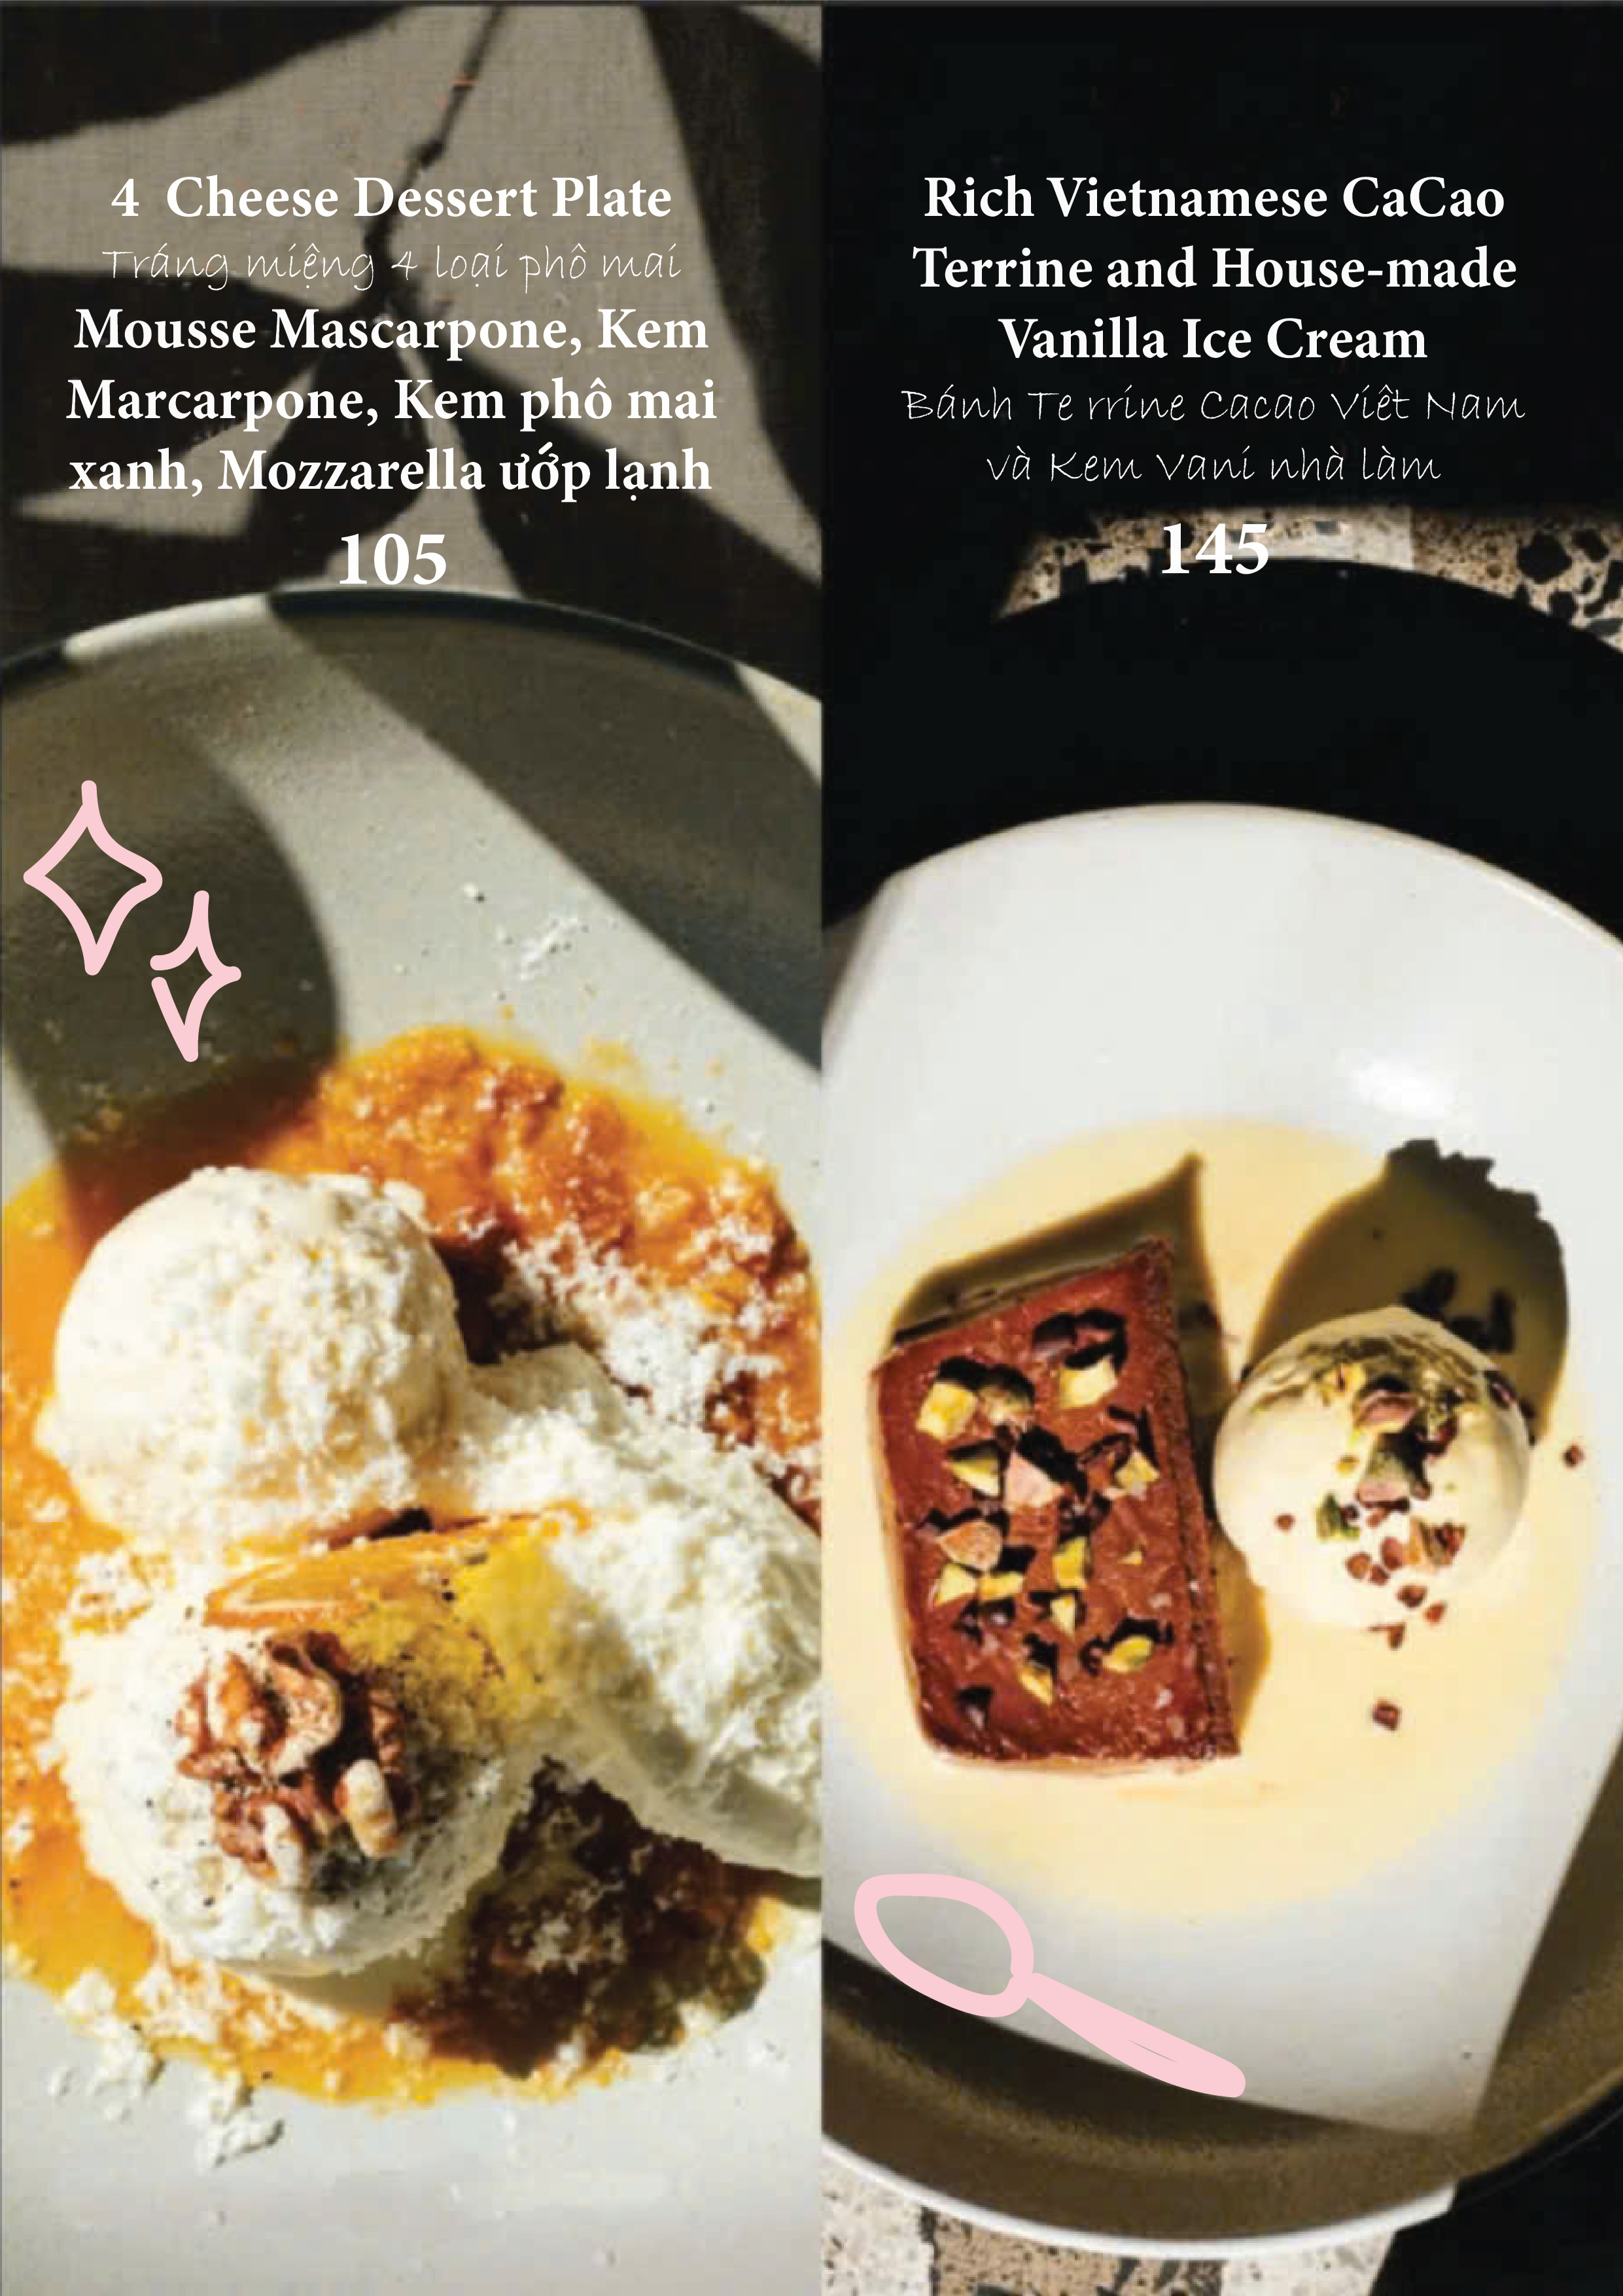 4 Cheese Dessert Plate
Tráng miệng 4 loại phô mai
Mousse Mascarpone, Kem
Marcarpone, Kem phô mai
xanh, Mozzarella ướp lạnh
105
Rich Vietnamese CaCao
Terrine and House-made
Vanilla Ice Cream
Bánh Te rrine Cacao Viêt Nam
và Kem Vani nhà làm
145